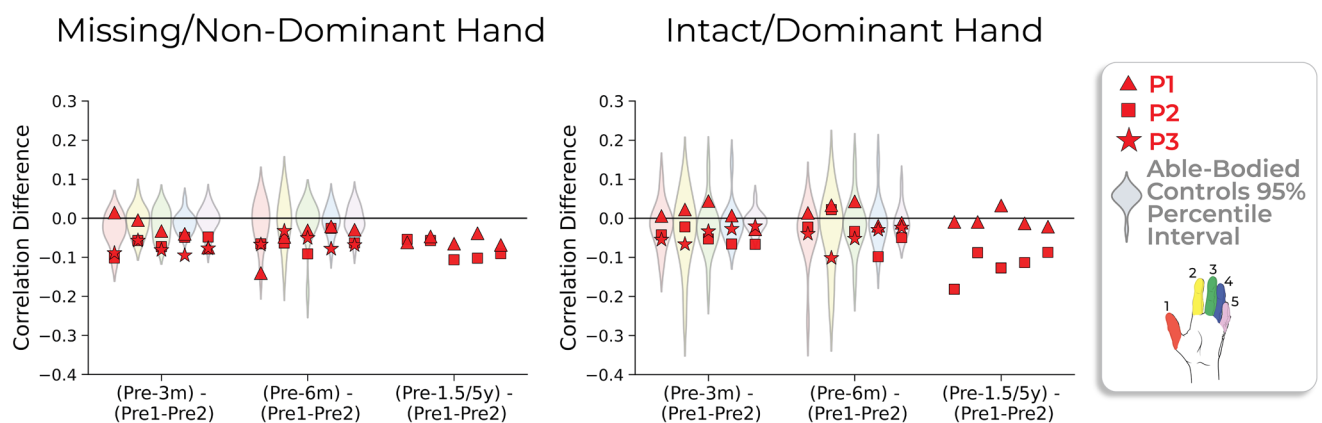 Missing/Non-Dominant Hand
Correlation Difference
0.3
0.2
0.1
0.0
−0.1
−0.2
−0.3
−0.4
(Pre-3m) -
(Pre1-Pre2)
(Pre-6m) -
(Pre1-Pre2)
(Pre-1.5/5y) -
(Pre1-Pre2)
Intact/Dominant Hand
Correlation Difference
0.3
0.2
0.1
0.0
−0.1
−0.2
−0.3
−0.4
(Pre-3m) -
(Pre1-Pre2)
(Pre-6m) -
(Pre1-Pre2)
(Pre-1.5/5y) -
(Pre1-Pre2)
P1
P2
P3
Able-Bodied
Controls 95%
Percentile
Interval
1
2
3
4
5